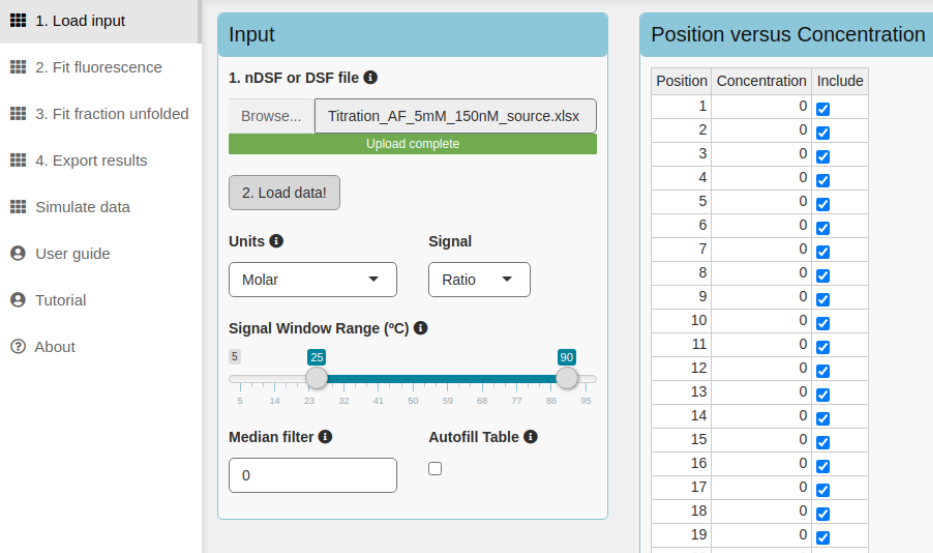 1. Load input
2. Fit fluorescence
3. Fit fraction unfolded
4. Export results
Simulate data
User guide
Tutorial
About
Input
1. nDSF or DSF file
Browse... Titration_AF_5mM_150nM_source.xlsx
Upload complete
2. Load data!
Units Signal
Molar Ratio
Signal Window Range (ºC)
5 25 90
5 14 23 32 41 50 59 68 77 86 95
Median filter Autofill Table
0
Position versus Concentration
Position Concentration Include
1 0
2 0
3 0
4 0
5 0
6 0
7 0
8 0
9 0
10 0
11 0
12 0
13 0
14 0
15 0
16 0
17 0
18 0
19 0